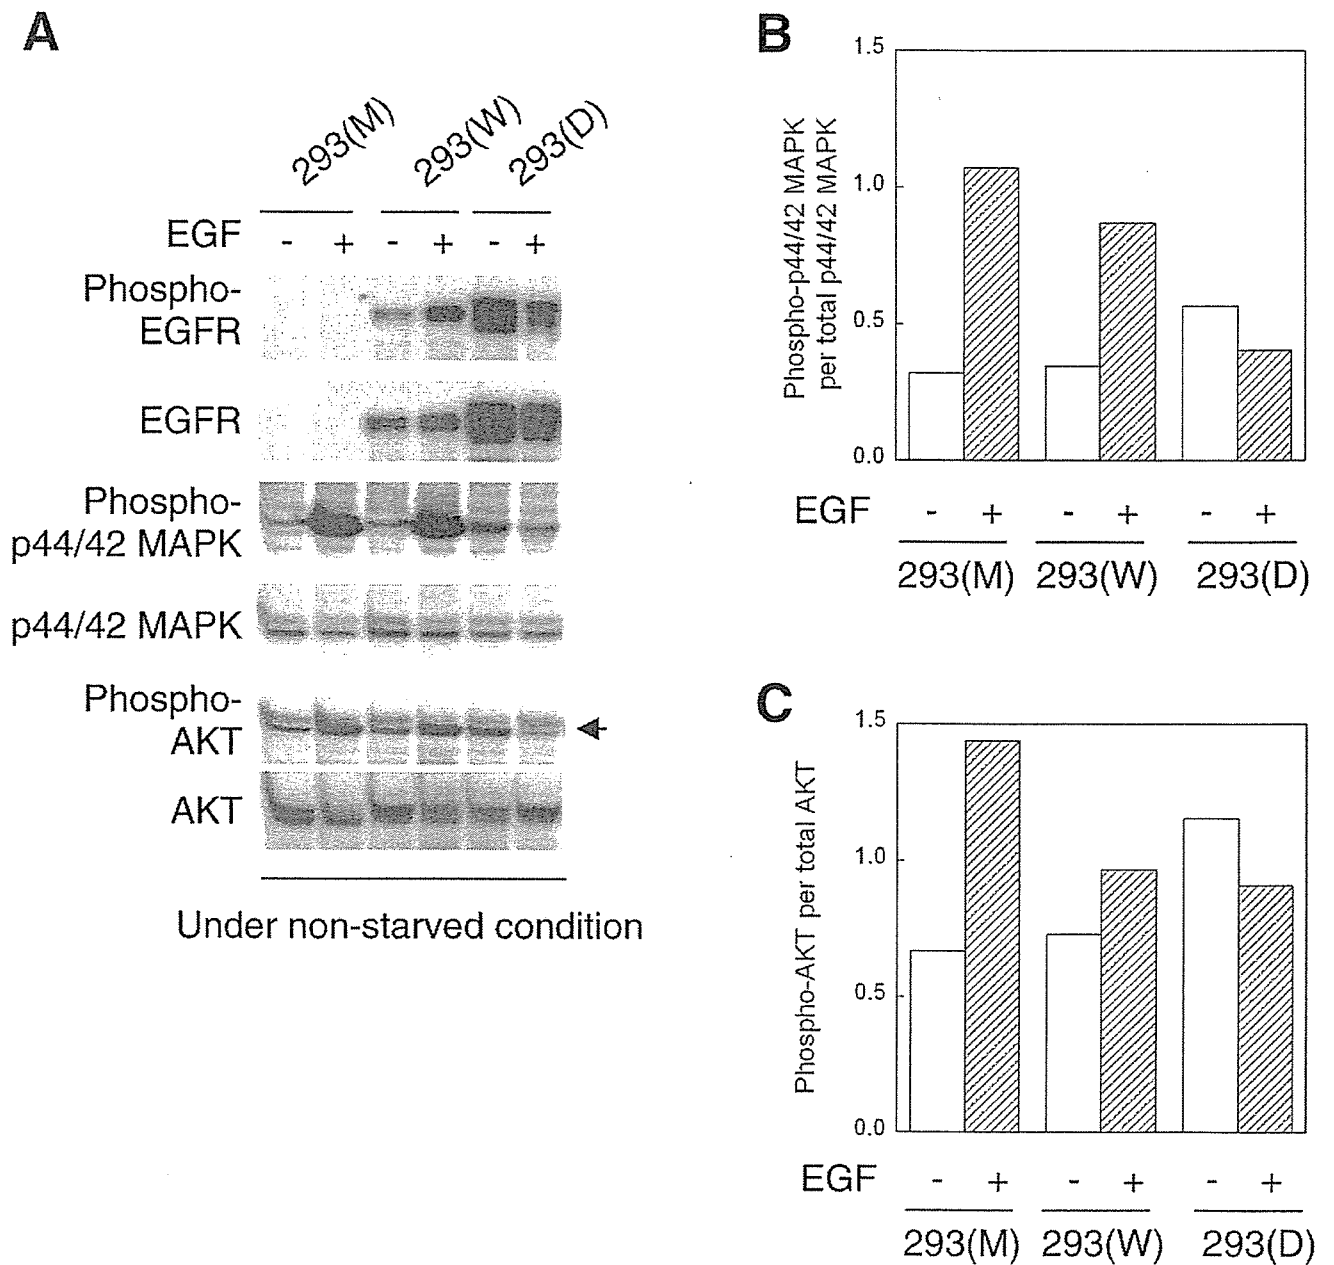 A
293(M) 293(W) 293(D)
EGF - + - + - +
Phospho-
EGFR
EGFR
Phospho-
p44/42 MAPK
p44/42 MAPK
Phospho-
AKT
AKT
Under non-starved condition
B
Phospho-p44/42 MAPK
per total p44/42 MAPK
1.5
1.0
0.5
0.0
EGF - + - + - +
293(M) 293(W) 293(D)
C
Phospho-AKT per total AKT
1.5
1.0
0.5
0.0
EGF - + - + - +
293(M) 293(W) 293(D)